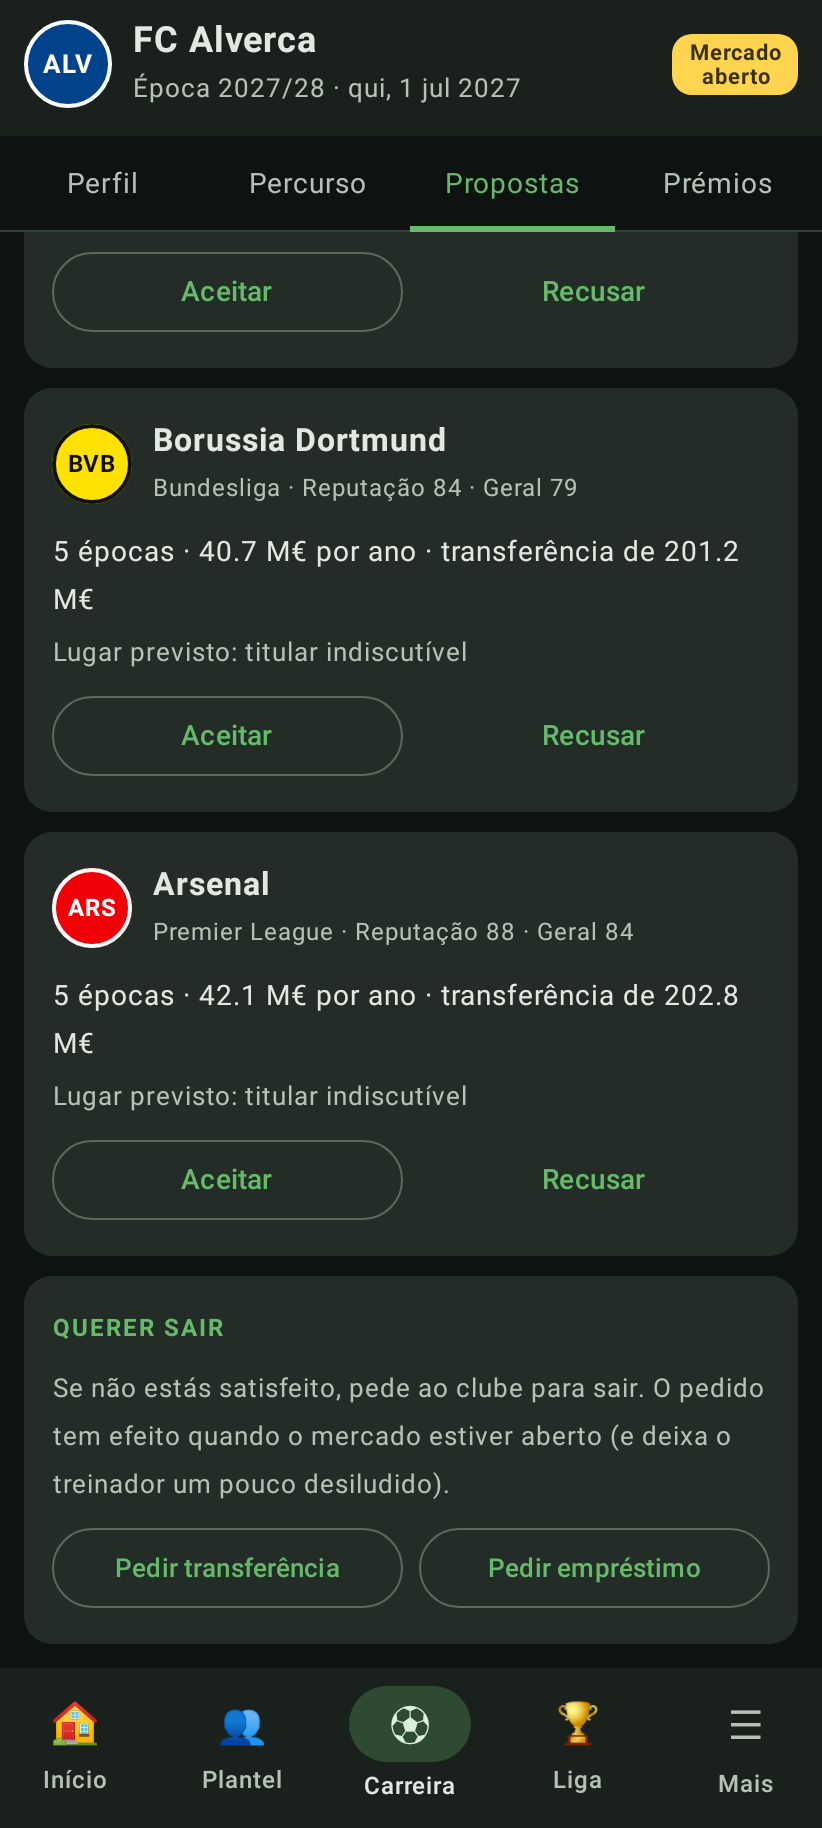 ALV
FC Alverca
Época 2027/28 · qui, 1 jul 2027
Mercado
aberto
Perfil
Percurso
Propostas
Prémios
Aceitar
Recusar
BVB
Borussia Dortmund
Bundesliga · Reputação 84 · Geral 79
5 épocas · 40.7 M€ por ano · transferência de 201.2
M€
Lugar previsto: titular indiscutível
Aceitar
Recusar
ARS
Arsenal
Premier League · Reputação 88 · Geral 84
5 épocas · 42.1 M€ por ano · transferência de 202.8
M€
Lugar previsto: titular indiscutível
Aceitar
Recusar
QUERER SAIR
Se não estás satisfeito, pede ao clube para sair. O pedido
tem efeito quando o mercado estiver aberto (e deixa o
treinador um pouco desiludido).
Pedir transferência
Pedir empréstimo
Início
Plantel
Carreira
Liga
Mais